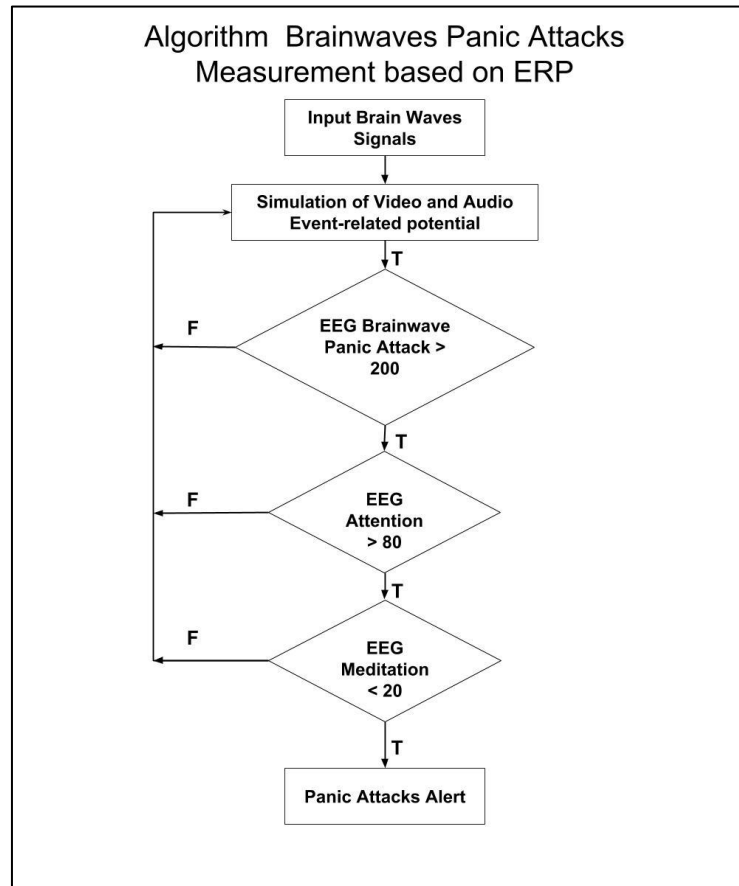 Algorithm Brainwaves Panic Attacks
Measurement based on ERP
Input Brain Waves
Signals
Simulation of Video and Audio
Event-related potential
T
EEG Brainwave
Panic Attack >
200
F
T
EEG
Attention
> 80
F
T
EEG
Meditation
< 20
F
T
Panic Attacks Alert